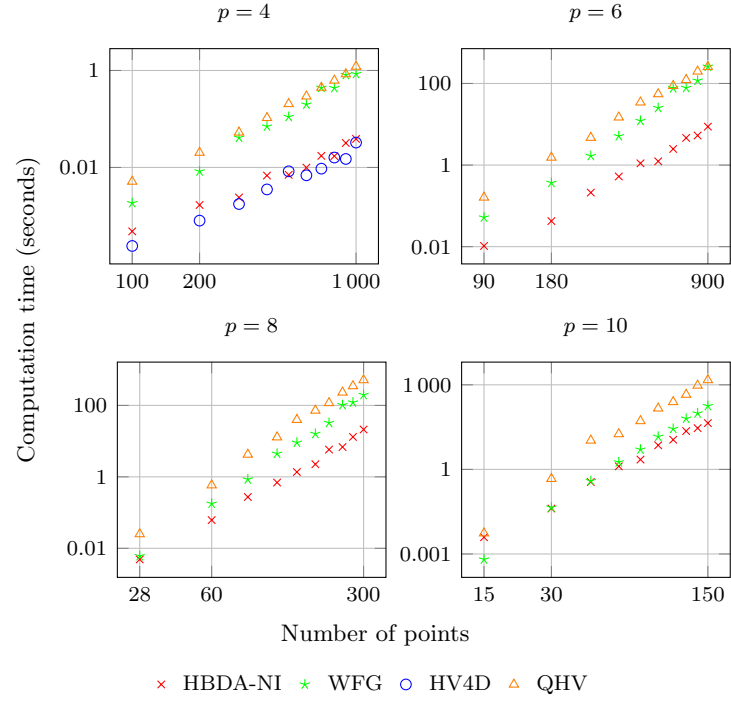 p = 4
p = 6
1
0.01
100
200
1 000
100
1
0.01
90
180
900
Computation time (seconds)
p = 8
p = 10
100
1
0.01
28
60
300
1 000
1
0.001
15
30
150
Number of points
HBDA-NI
WFG
HV4D
QHV